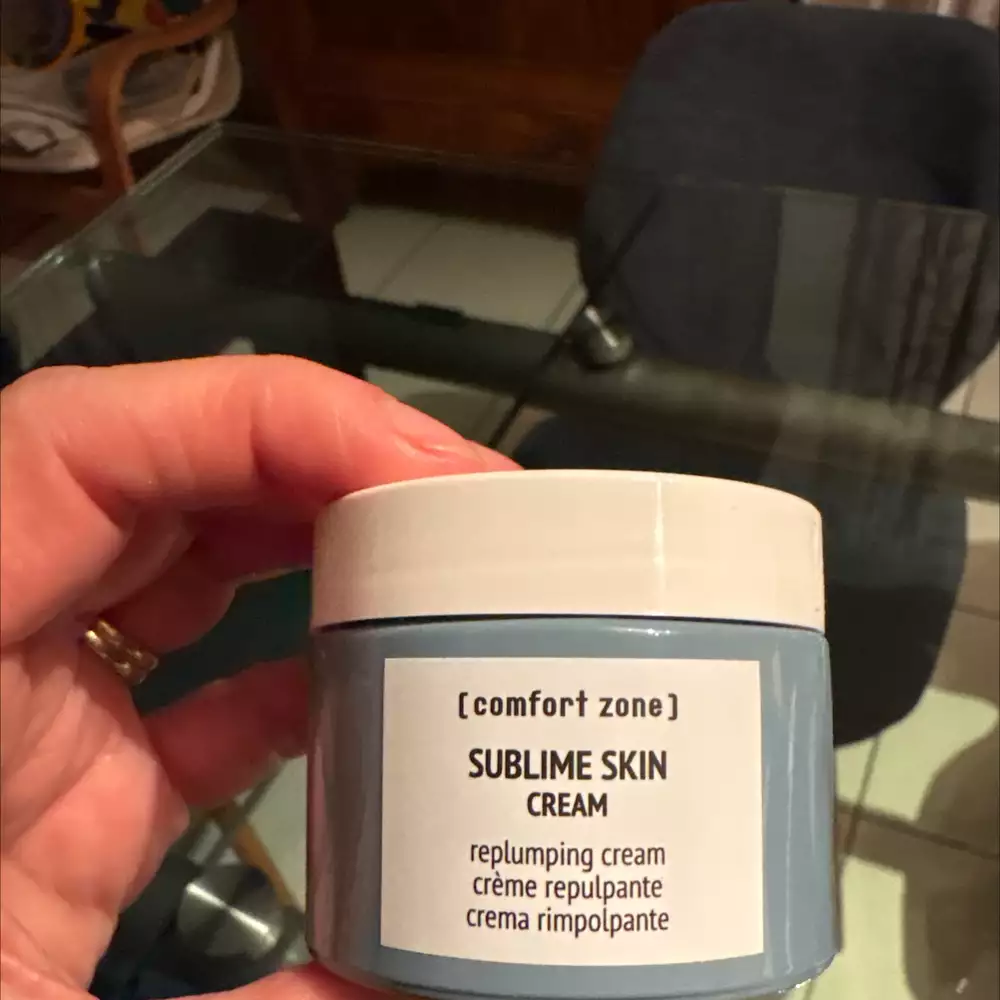 [comfort zone]
SUBLIME SKIN
CREAM
replumping cream
crème repulpante
crema rimpolpante